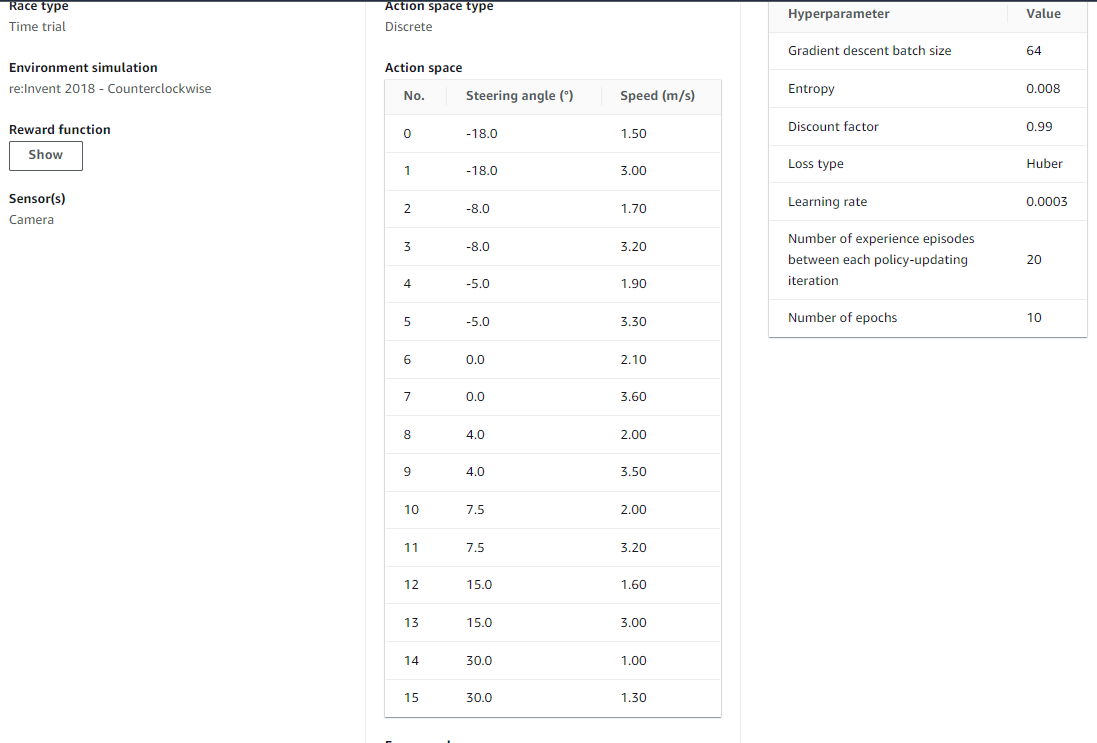 Race type
Time trial
Environment simulation
re:Invent 2018 - Counterclockwise
Reward function
Show
Sensor(s)
Camera
Action space type
Discrete
Action space
No. Steering angle (°) Speed (m/s)
0 -18.0 1.50
1 -18.0 3.00
2 -8.0 1.70
3 -8.0 3.20
4 -5.0 1.90
5 -5.0 3.30
6 0.0 2.10
7 0.0 3.60
8 4.0 2.00
9 4.0 3.50
10 7.5 2.00
11 7.5 3.20
12 15.0 1.60
13 15.0 3.00
14 30.0 1.00
15 30.0 1.30
Hyperparameter Value
Gradient descent batch size 64
Entropy 0.008
Discount factor 0.99
Loss type Huber
Learning rate 0.0003
Number of experience episodes
between each policy-updating 20
iteration
Number of epochs 10